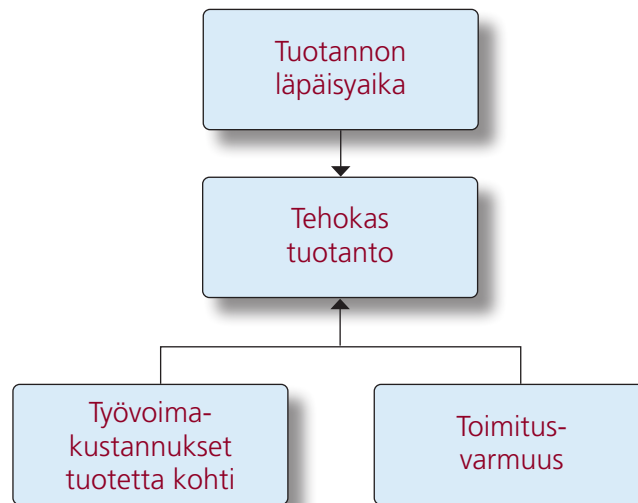 Tuotannon
läpäisyaika
Tehokas
tuotanto
Työvoima-
kustannukset
tuotetta kohti
Toimitus-
varmuus